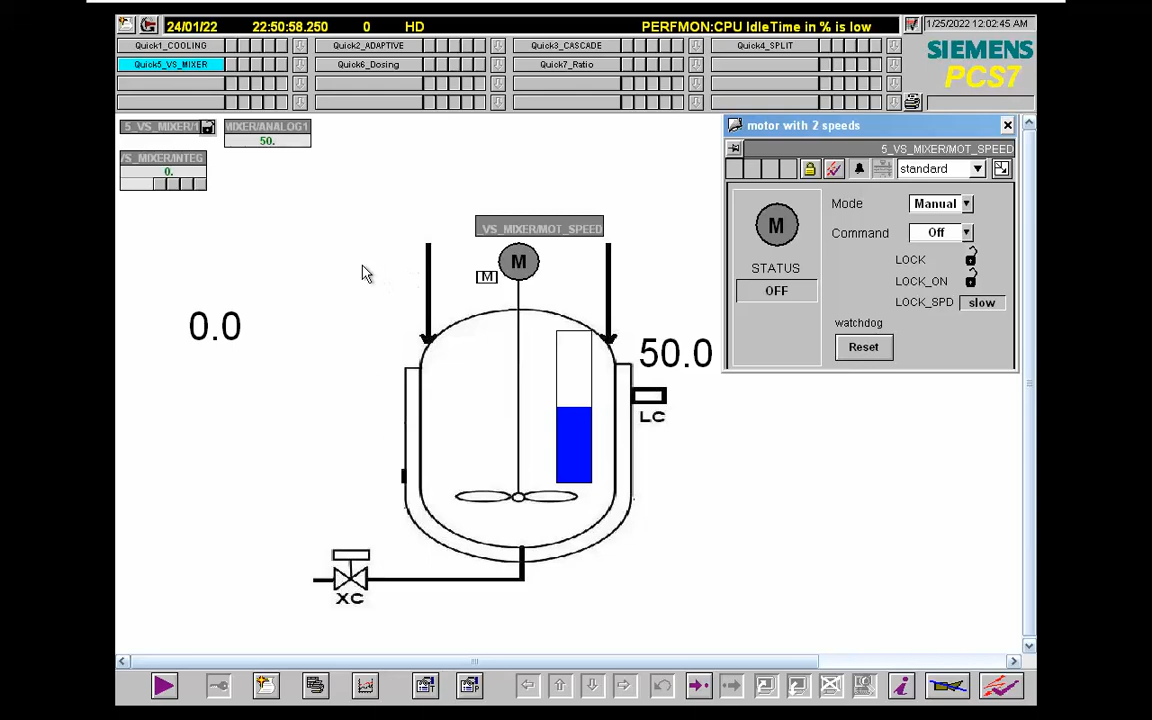 24/01/22 22:50:58.250 0 HD PERFMON:CPU IdleTime in % is low
1/25/2022 12:02:45 AM
Quick1_COOLING Quick2_ADAPTIVE Quick3_CASCADE Quick4_SPLIT
SIEMENS
Quick5_VS_MIXER Quick6_Dosing Quick7_Ratio
PCS7
5_VS_MIXER/1 MIXER/ANALOG1
50.
/S_MIXER/INTEG
0.
motor with 2 speeds
5_VS_MIXER/MOT_SPEED
standard
M
Mode Manual
Command Off
LOCK
STATUS
LOCK_ON
OFF
LOCK_SPD slow
watchdog
Reset
_VS_MIXER/MOT_SPEED
M
M
0.0
50.0
LC
XC